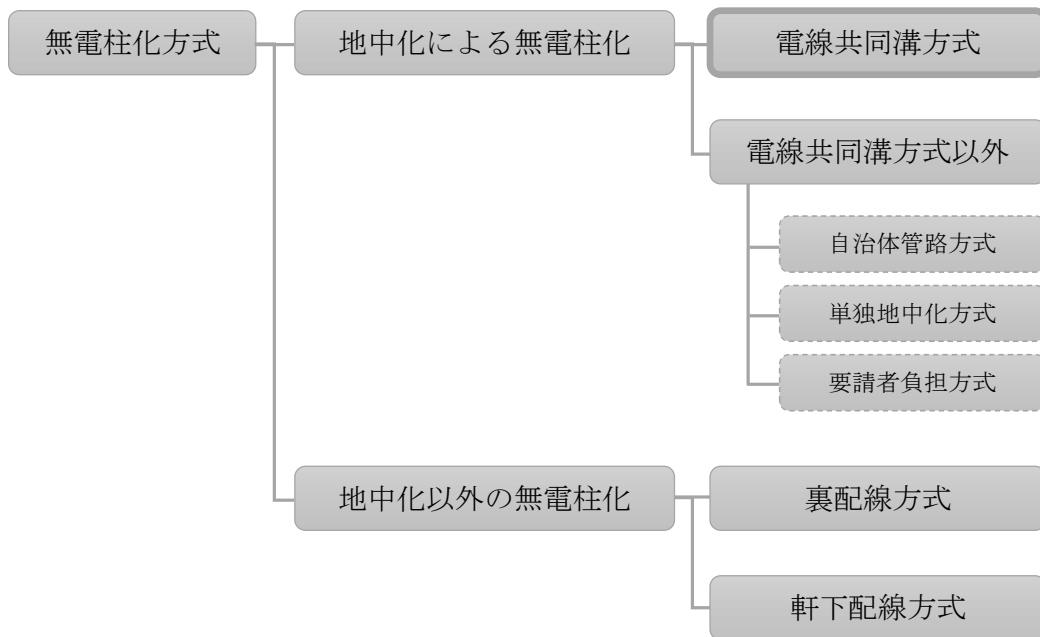 無電柱化方式
地中化による無電柱化
電線共同溝方式
電線共同溝方式以外
自治体管路方式
単独地中化方式
要請者負担方式
地中化以外の無電柱化
裏配線方式
軒下配線方式